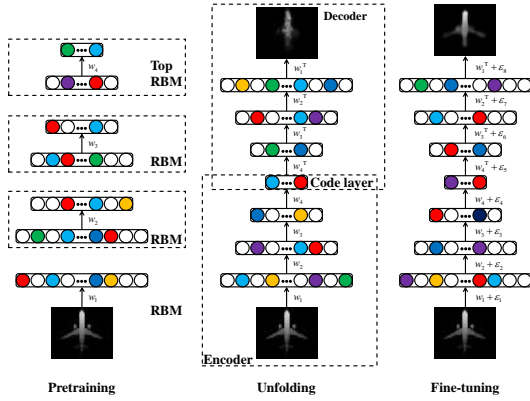 Top
RBM
w₄
RBM
w₃
RBM
w₂
RBM
w₁
Pretraining
Decoder
w₁ᵀ
w₂ᵀ
w₃ᵀ
w₄ᵀ
Code layer
w₄
w₃
w₂
w₁
Encoder
Unfolding
w₁ᵀ + ε₈
w₂ᵀ + ε₇
w₃ᵀ + ε₆
w₄ᵀ + ε₅
w₄ + ε₄
w₃ + ε₃
w₂ + ε₂
w₁ + ε₁
Fine-tuning